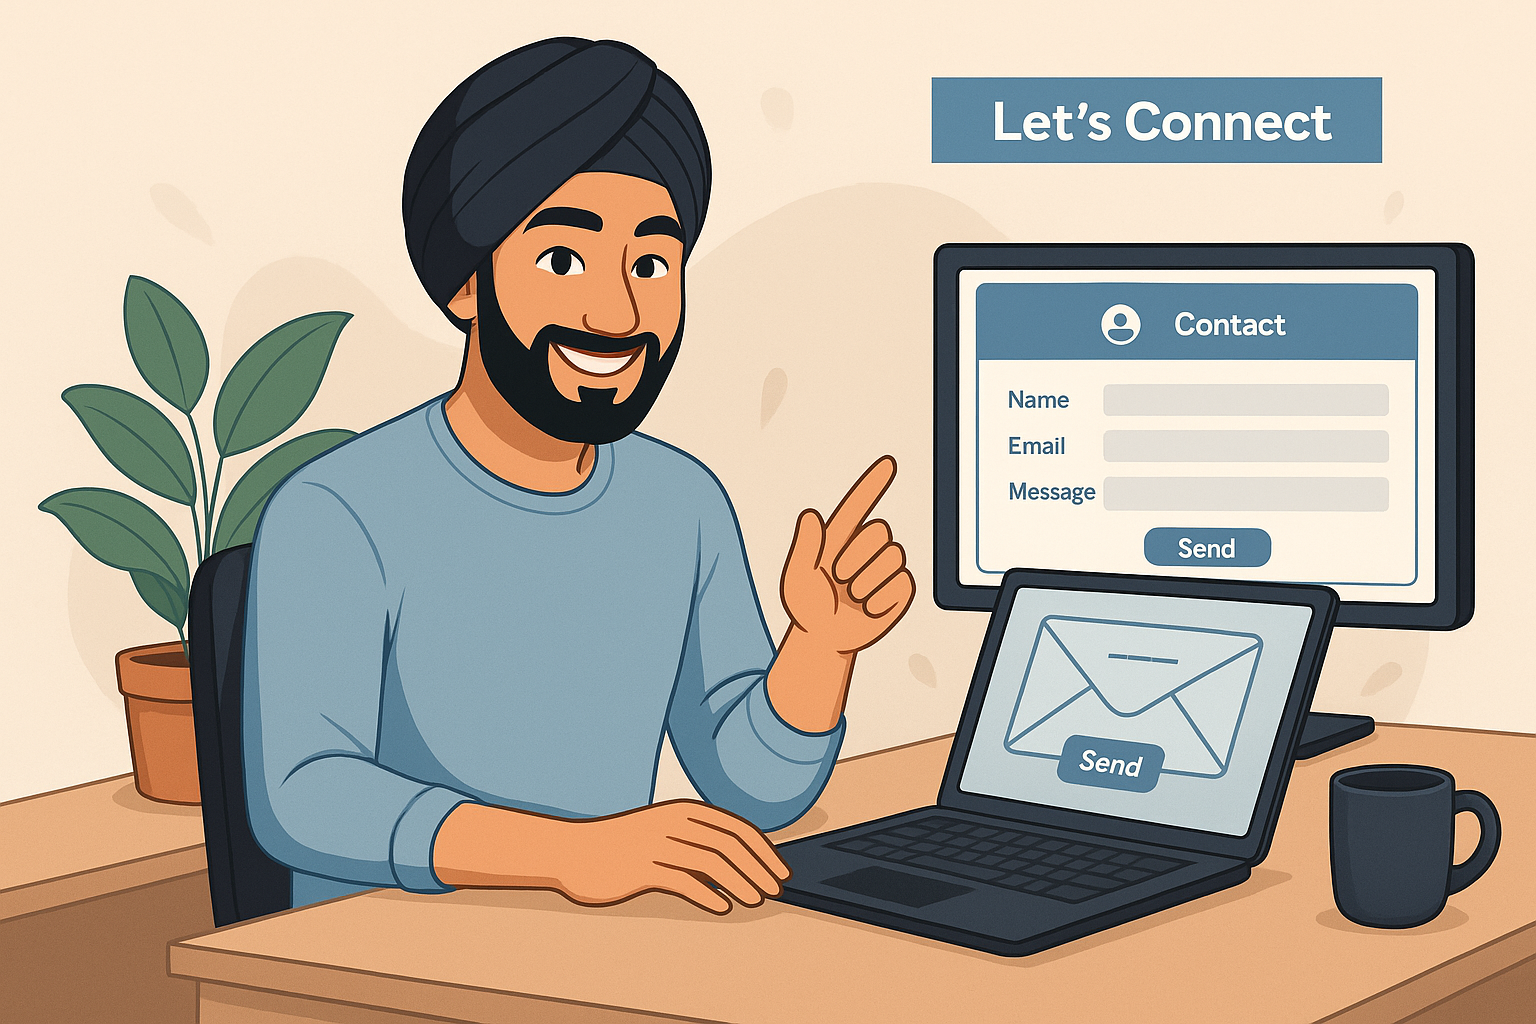 Let's Connect
Contact
Name
Email
Message
Send
Send